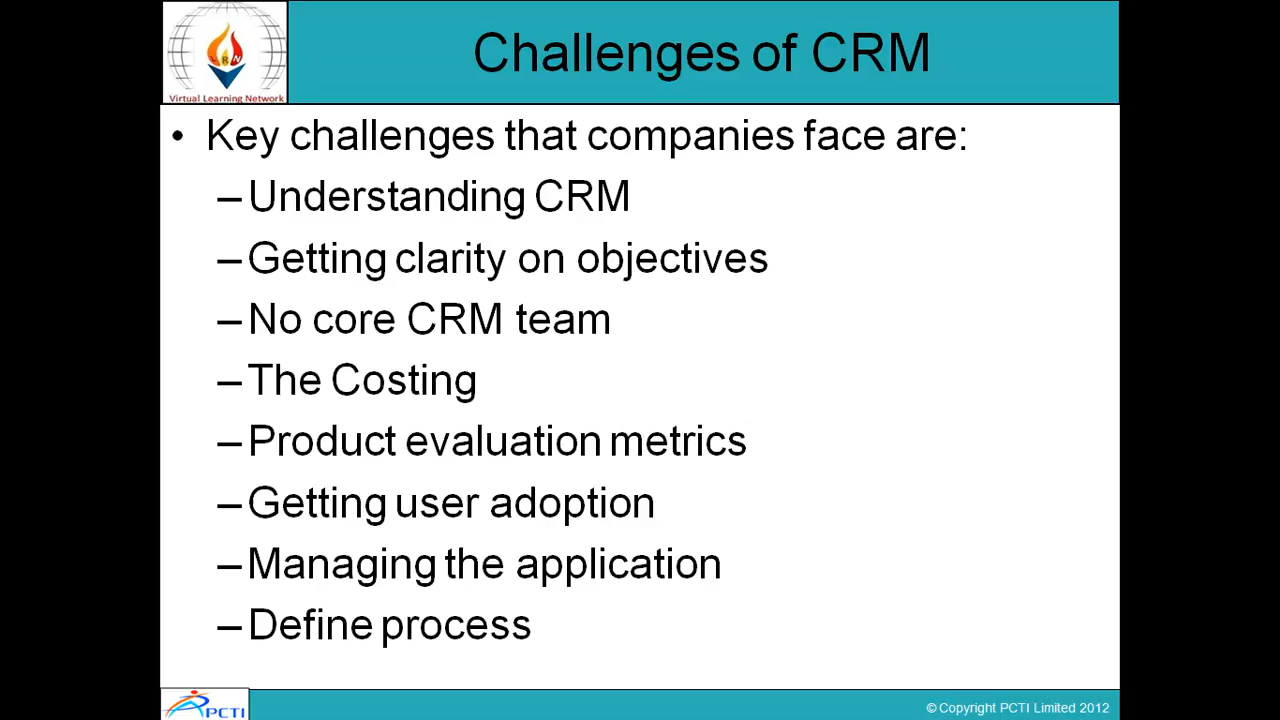 Challenges of CRM
Virtual Learning Network
• Key challenges that companies face are:
–Understanding CRM
–Getting clarity on objectives
–No core CRM team
–The Costing
–Product evaluation metrics
–Getting user adoption
–Managing the application
–Define process
PCTI
© Copyright PCTI Limited 2012